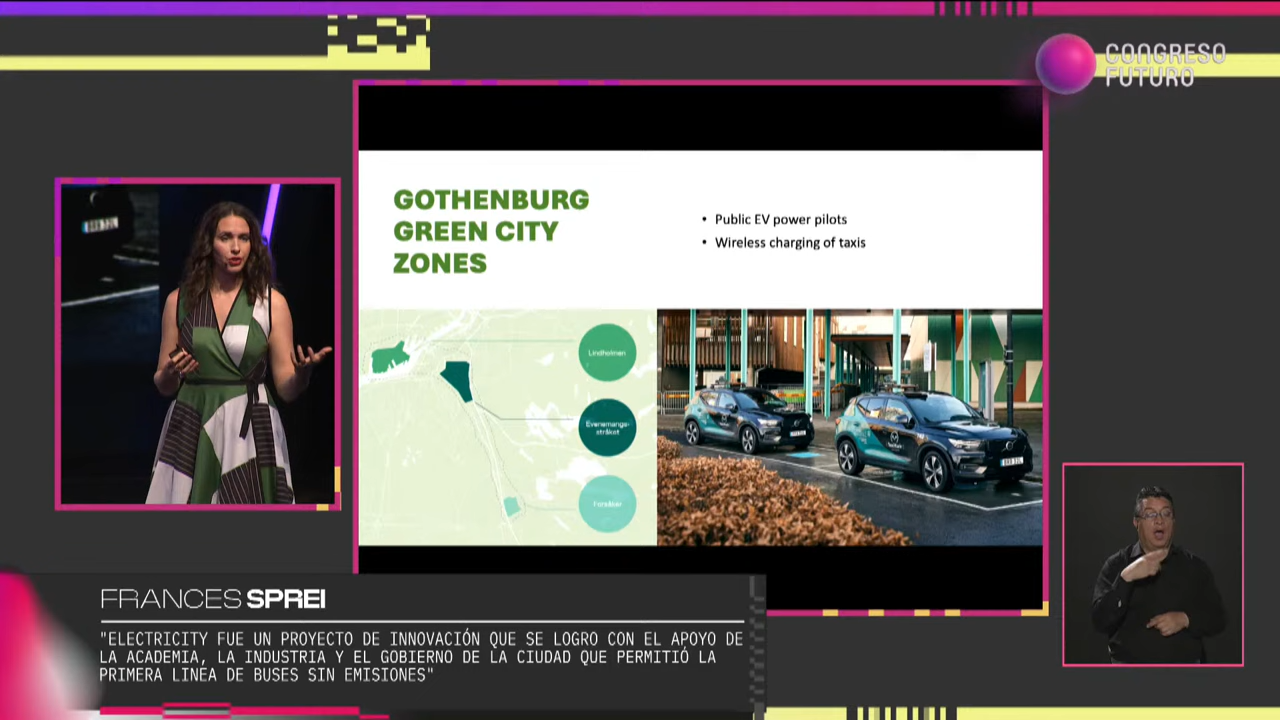 CONGRESO
FUTURO
GOTHENBURG
GREEN CITY
ZONES
• Public EV power pilots
• Wireless charging of taxis
Lindholmen
Evenemangs-
stråket
Forsåker
FRANCES SPREI
"ELECTRICITY FUE UN PROYECTO DE INNOVACIÓN QUE SE LOGRO CON EL APOYO DE
LA ACADEMIA, LA INDUSTRIA Y EL GOBIERNO DE LA CIUDAD QUE PERMITIÓ LA
PRIMERA LINEA DE BUSES SIN EMISIONES"